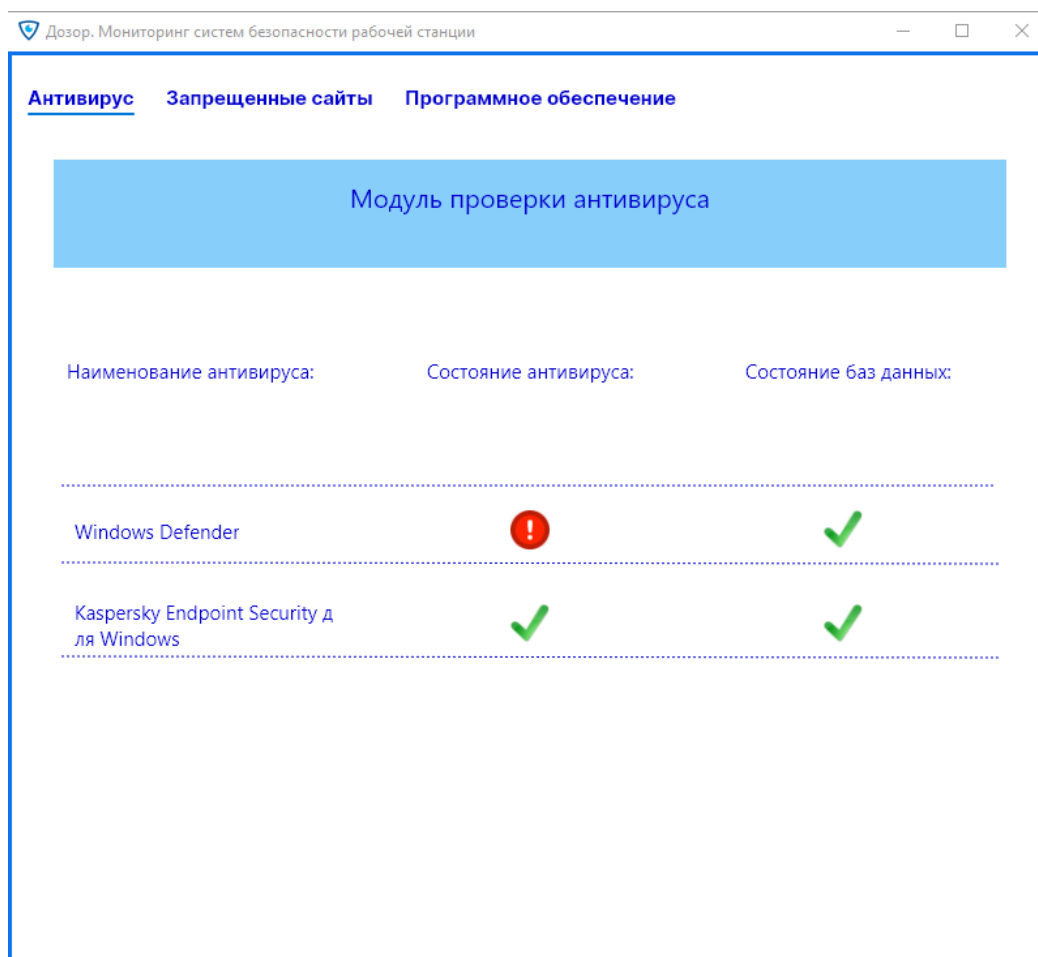 Дозор. Мониторинг систем безопасности рабочей станции
Антивирус Запрещенные сайты Программное обеспечение
Модуль проверки антивируса
Наименование антивируса: Состояние антивируса: Состояние баз данных:
Windows Defender
Kaspersky Endpoint Security д
ля Windows